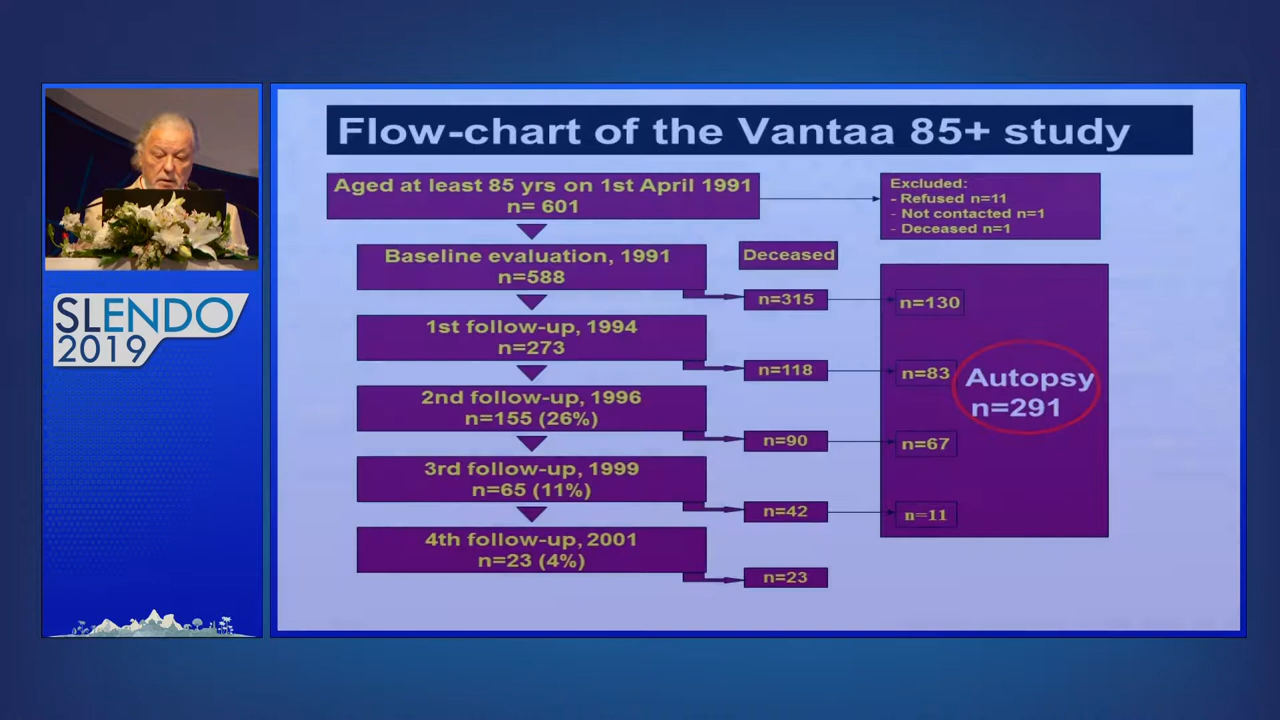 Flow-chart of the Vantaa 85+ study
Aged at least 85 yrs on 1st April 1991
n= 601
Excluded:
- Refused n=11
- Not contacted n=1
- Deceased n=1
Baseline evaluation, 1991
n=588
Deceased
n=315
n=130
1st follow-up, 1994
n=273
n=118
n=83
Autopsy
n=291
2nd follow-up, 1996
n=155 (26%)
n=90
n=67
3rd follow-up, 1999
n=65 (11%)
n=42
n=11
4th follow-up, 2001
n=23 (4%)
n=23
SLENDO
2019